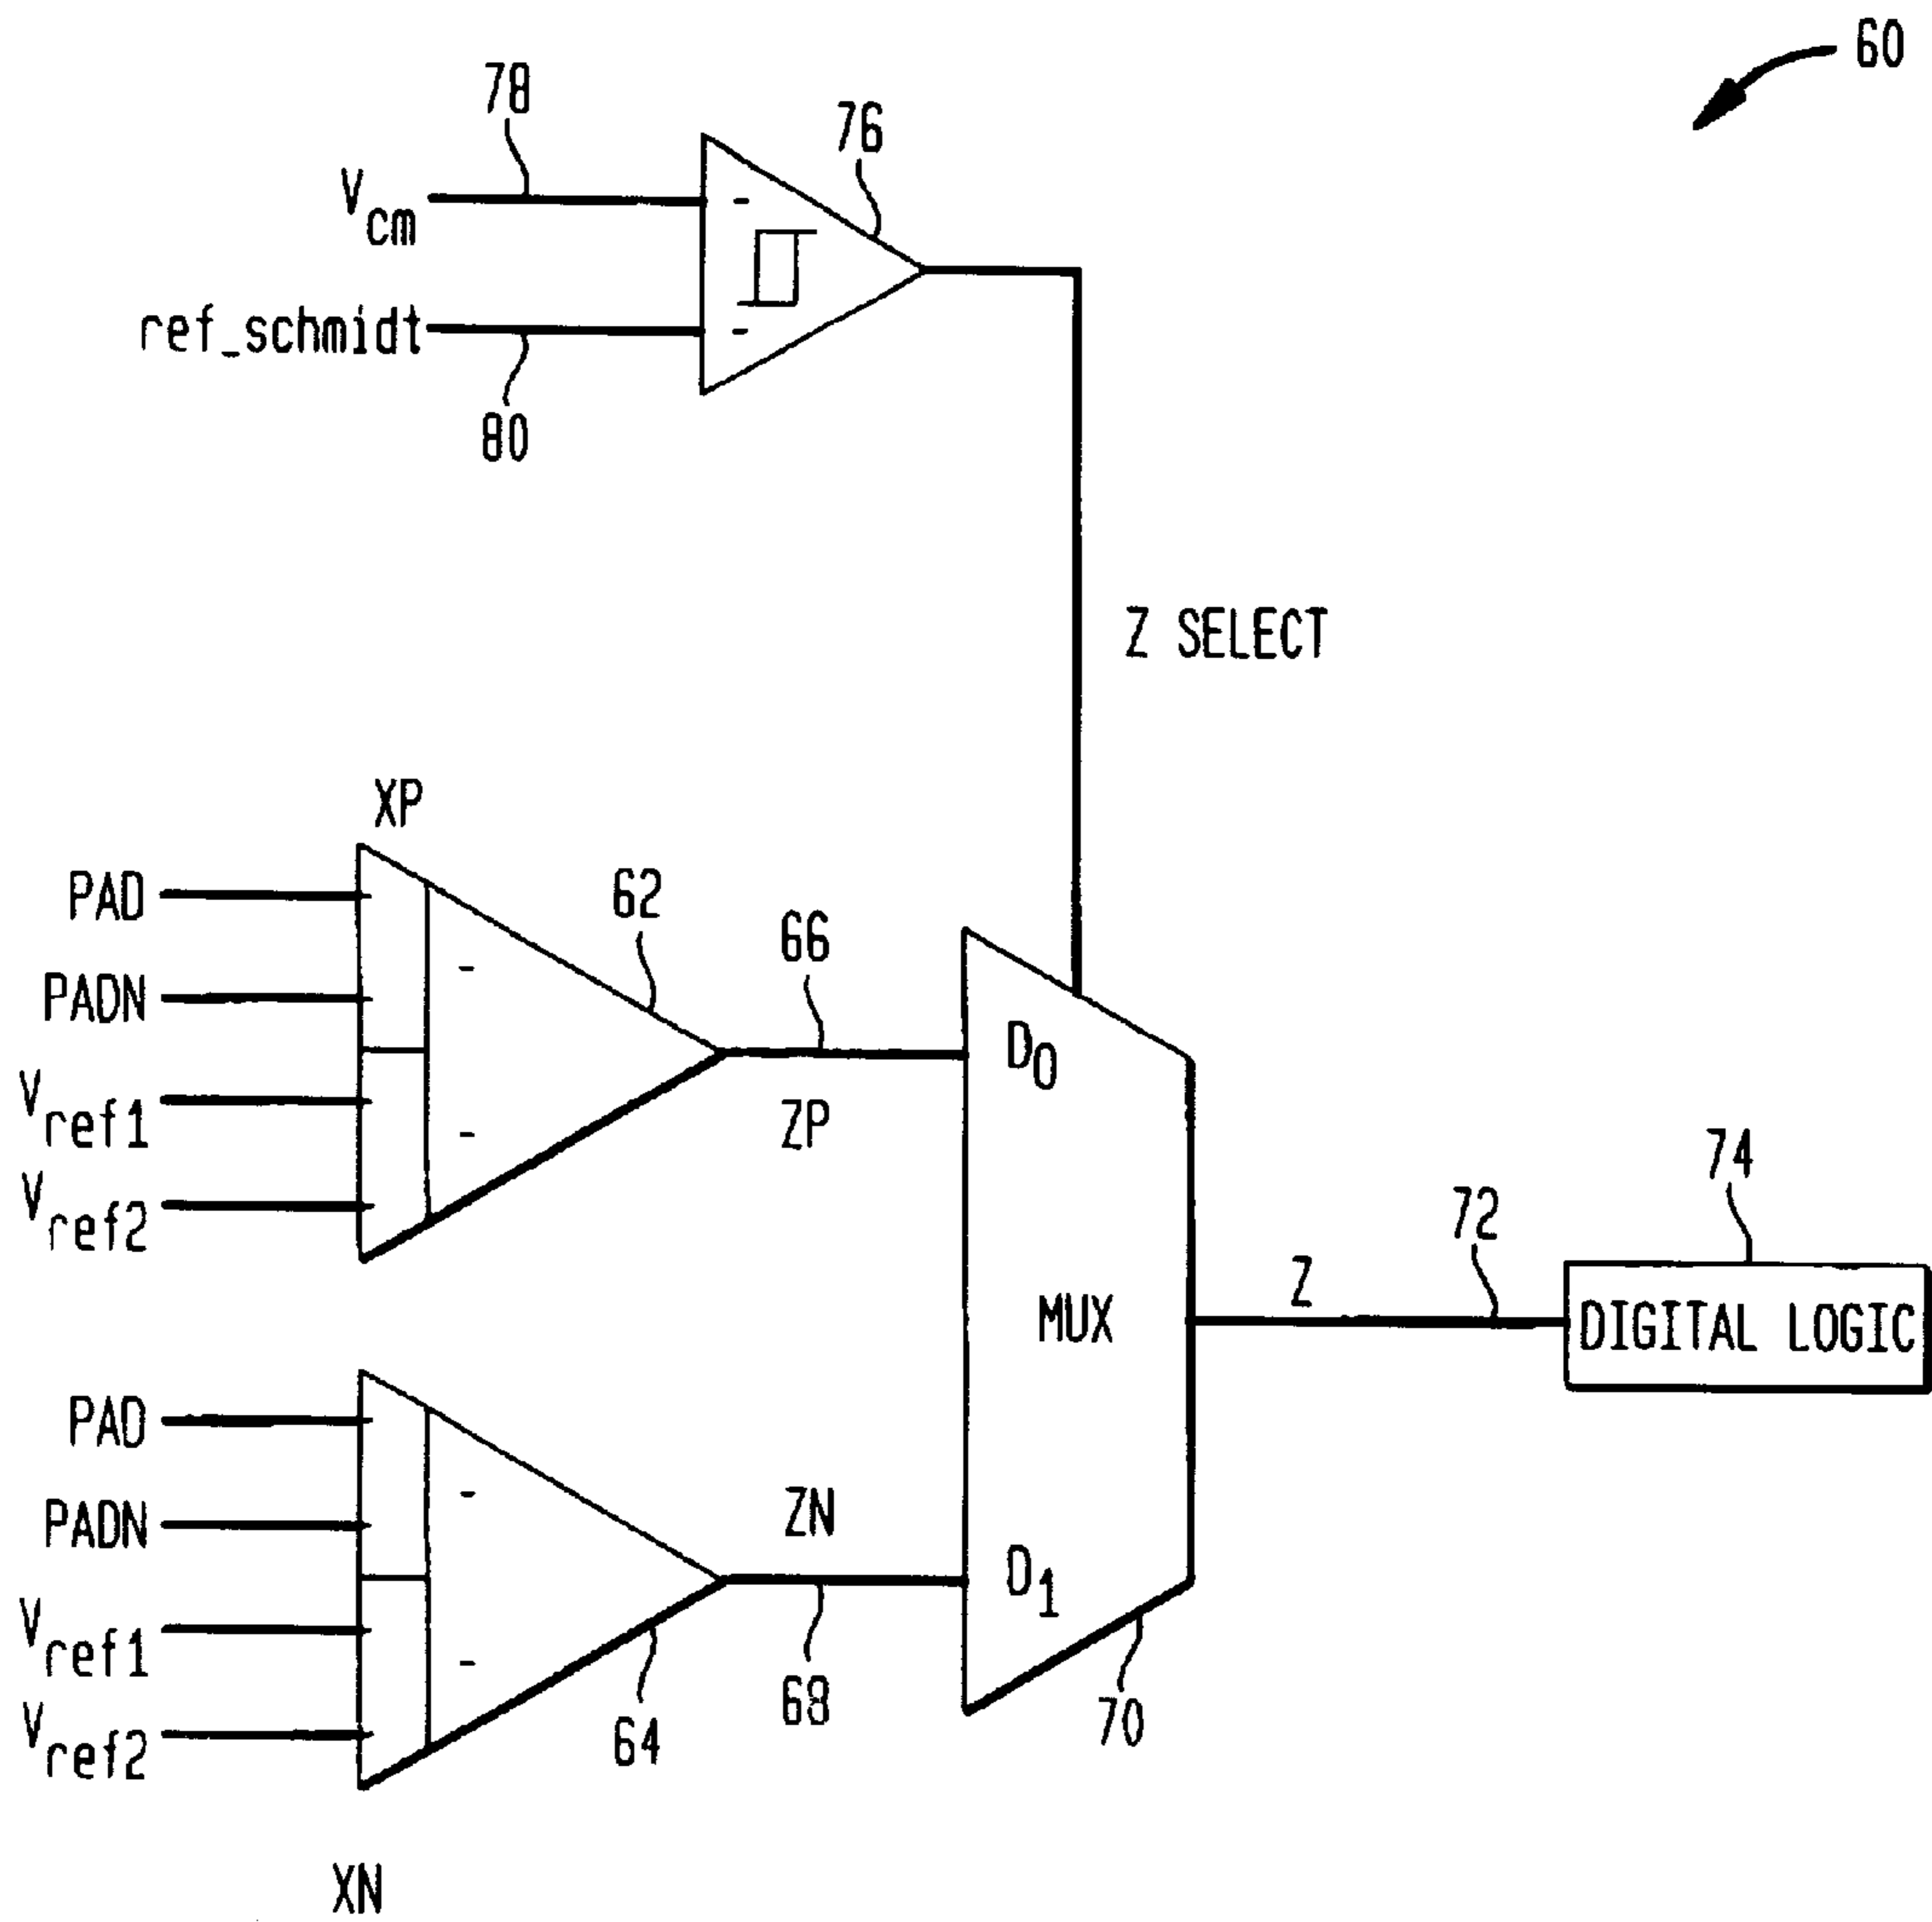 60
78
76
Vcm
ref_schmidt
80
Z SELECT
XP
PAD
PADN
Vref1
Vref2
62
66
ZP
D0
MUX
D1
Z
72
74
DIGITAL LOGIC
PAD
PADN
Vref1
Vref2
ZN
68
64
70
XN